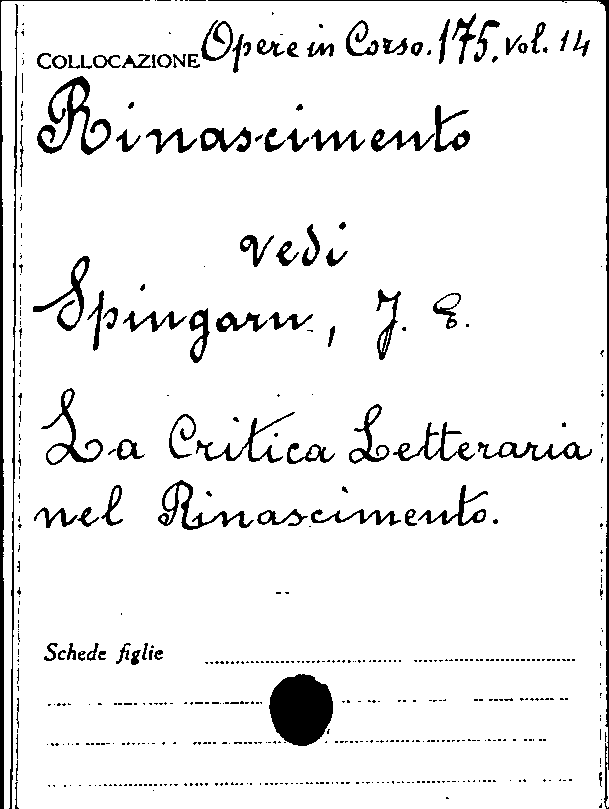 COLLOCAZIONE Opere in Corso. 175, vol. 14
Rinascimento
vedi
Spingarn, J. E.
La Critica Letteraria
nel Rinascimento.
Schede figlie